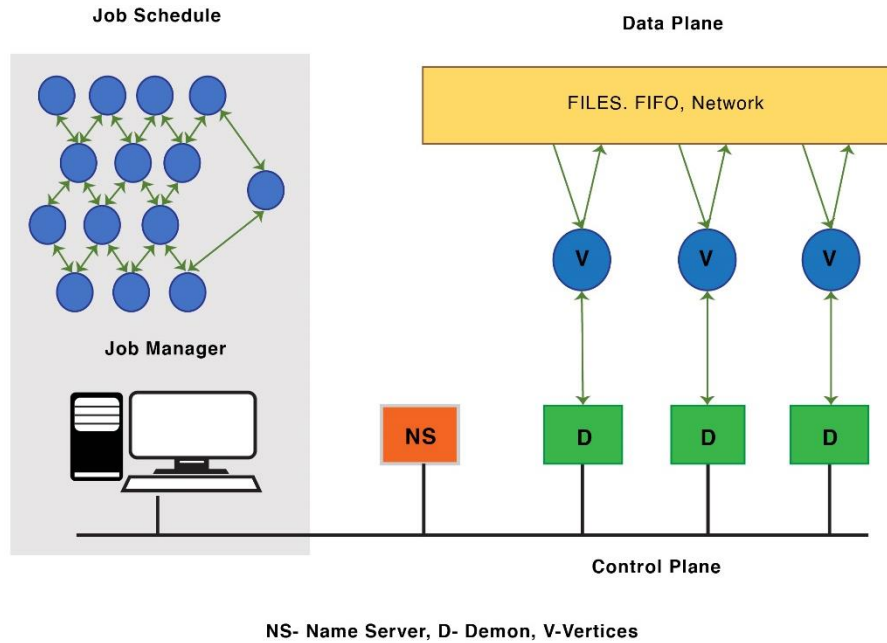 Job Schedule
Data Plane
FILES. FIFO, Network
V
V
V
Job Manager
NS
D
D
D
Control Plane
NS- Name Server, D- Demon, V-Vertices